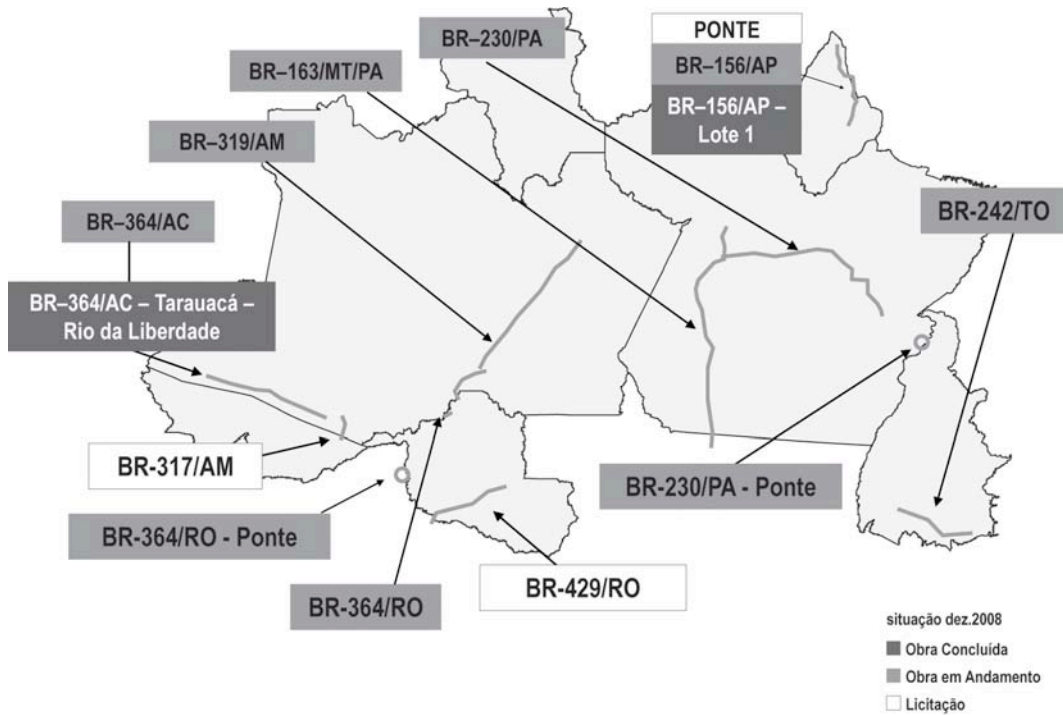 BR–230/PA
PONTE
BR–156/AP
BR–156/AP –
Lote 1
BR–163/MT/PA
BR–319/AM
BR-242/TO
BR–364/AC
BR–364/AC – Tarauacá –
Rio da Liberdade
BR-317/AM
BR-230/PA - Ponte
BR-364/RO - Ponte
BR-429/RO
BR-364/RO
situação dez.2008
Obra Concluída
Obra em Andamento
Licitação